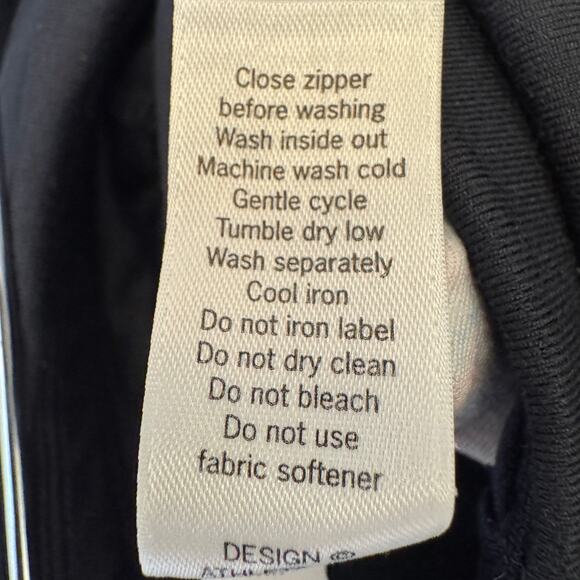 Close zipper
before washing
Wash inside out
Machine wash cold
Gentle cycle
Tumble dry low
Wash separately
Cool iron
Do not iron label
Do not dry clean
Do not bleach
Do not use
fabric softener
DESIGN ©